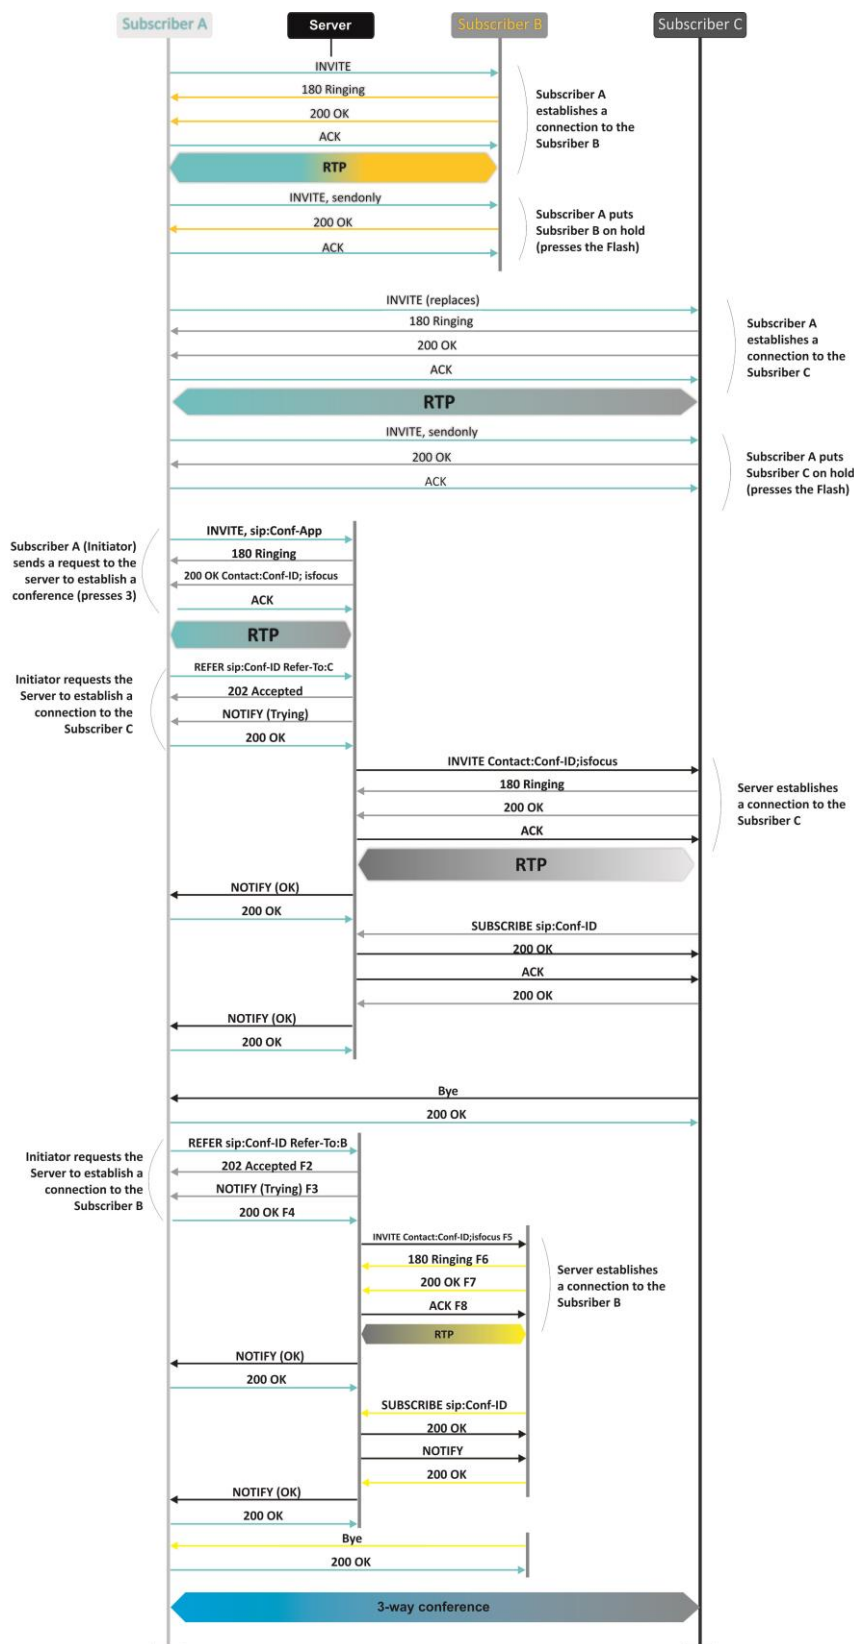 Subscriber A
Server
Subscriber B
Subscriber C
INVITE
180 Ringing
200 OK
ACK
RTP
Subscriber A
establishes a
connection to the
Subsriber B
INVITE, sendonly
200 OK
ACK
Subscriber A puts
Subsriber B on hold
(presses the Flash)
INVITE (replaces)
180 Ringing
200 OK
ACK
RTP
Subscriber A
establishes a
connection to the
Subsriber C
INVITE, sendonly
200 OK
ACK
Subscriber A puts
Subsriber C on hold
(presses the Flash)
Subscriber A (Initiator)
sends a request to the
server to establish a
conference (presses 3)
INVITE, sip:Conf-App
180 Ringing
200 OK Contact:Conf-ID; isfocus
ACK
RTP
Initiator requests the
Server to establish a
connection to the
Subscriber C
REFER sip:Conf-ID Refer-To:C
202 Accepted
NOTIFY (Trying)
200 OK
INVITE Contact:Conf-ID;isfocus
180 Ringing
200 OK
ACK
RTP
Server establishes
a connection to the
Subsriber C
NOTIFY (OK)
200 OK
SUBSCRIBE sip:Conf-ID
200 OK
ACK
200 OK
NOTIFY (OK)
200 OK
Bye
200 OK
Initiator requests the
Server to establish a
connection to the
Subscriber B
REFER sip:Conf-ID Refer-To:B
202 Accepted F2
NOTIFY (Trying) F3
200 OK F4
INVITE Contact:Conf-ID;isfocus F5
180 Ringing F6
200 OK F7
ACK F8
RTP
Server establishes
a connection to the
Subsriber B
NOTIFY (OK)
200 OK
SUBSCRIBE sip:Conf-ID
200 OK
NOTIFY
200 OK
NOTIFY (OK)
200 OK
Bye
200 OK
3-way conference